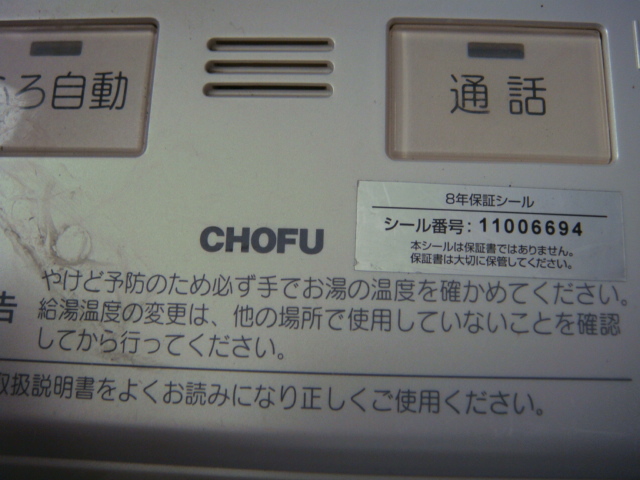 ろ自動
通話
8年保証シール
シール番号: 11006694
本シールは保証書ではありません。
保証書は大切に保管してください。
CHOFU
やけど予防のため必ず手でお湯の温度を確かめてください。
告 給湯温度の変更は、他の場所で使用していないことを確認
してから行ってください。
取扱説明書をよくお読みになり正しくご使用ください。